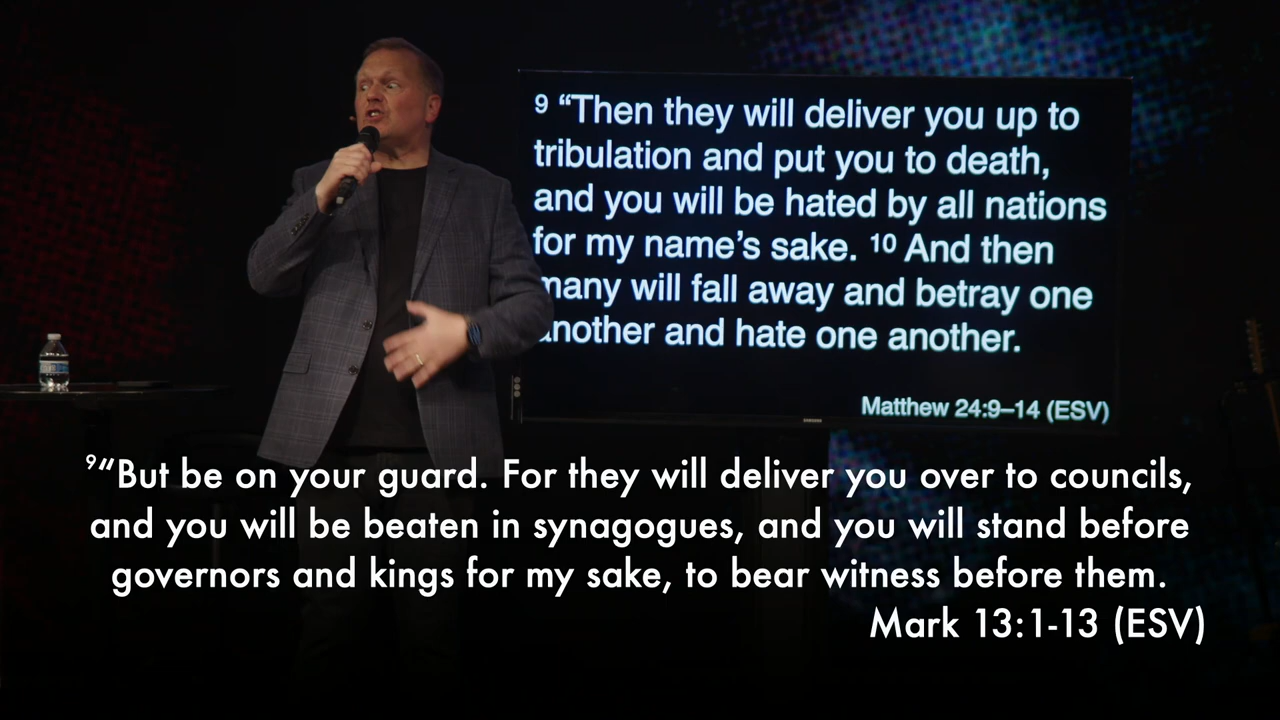 9 “Then they will deliver you up to
tribulation and put you to death,
and you will be hated by all nations
for my name’s sake. 10 And then
many will fall away and betray one
another and hate one another.
Matthew 24:9–14 (ESV)
SAMSUNG
9“But be on your guard. For they will deliver you over to councils,
and you will be beaten in synagogues, and you will stand before
governors and kings for my sake, to bear witness before them.
Mark 13:1-13 (ESV)